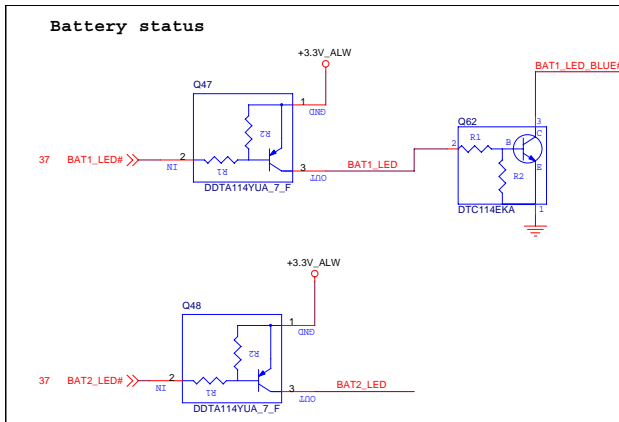 Battery status
+3.3V_ALW
BAT1_LED_BLUE#
Q47
1
GND
R2
Q62
3
C
37 BAT1_LED#
2
IN
R1
3
OUT
BAT1_LED
2
R1
B
R2
E
1
DDTA114YUA_7_F
DTC114EKA
+3.3V_ALW
Q48
1
GND
R2
37 BAT2_LED#
2
IN
R1
3
OUT
BAT2_LED
DDTA114YUA_7_F